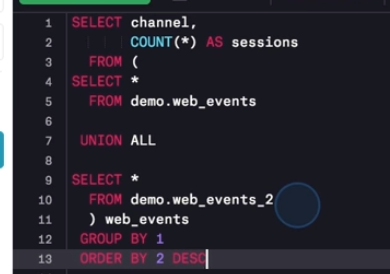 1 SELECT channel,
2 COUNT(*) AS sessions
3 FROM (
4 SELECT *
5 FROM demo.web_events
6
7 UNION ALL
8
9 SELECT *
10 FROM demo.web_events_2
11 ) web_events
12 GROUP BY 1
13 ORDER BY 2 DESC